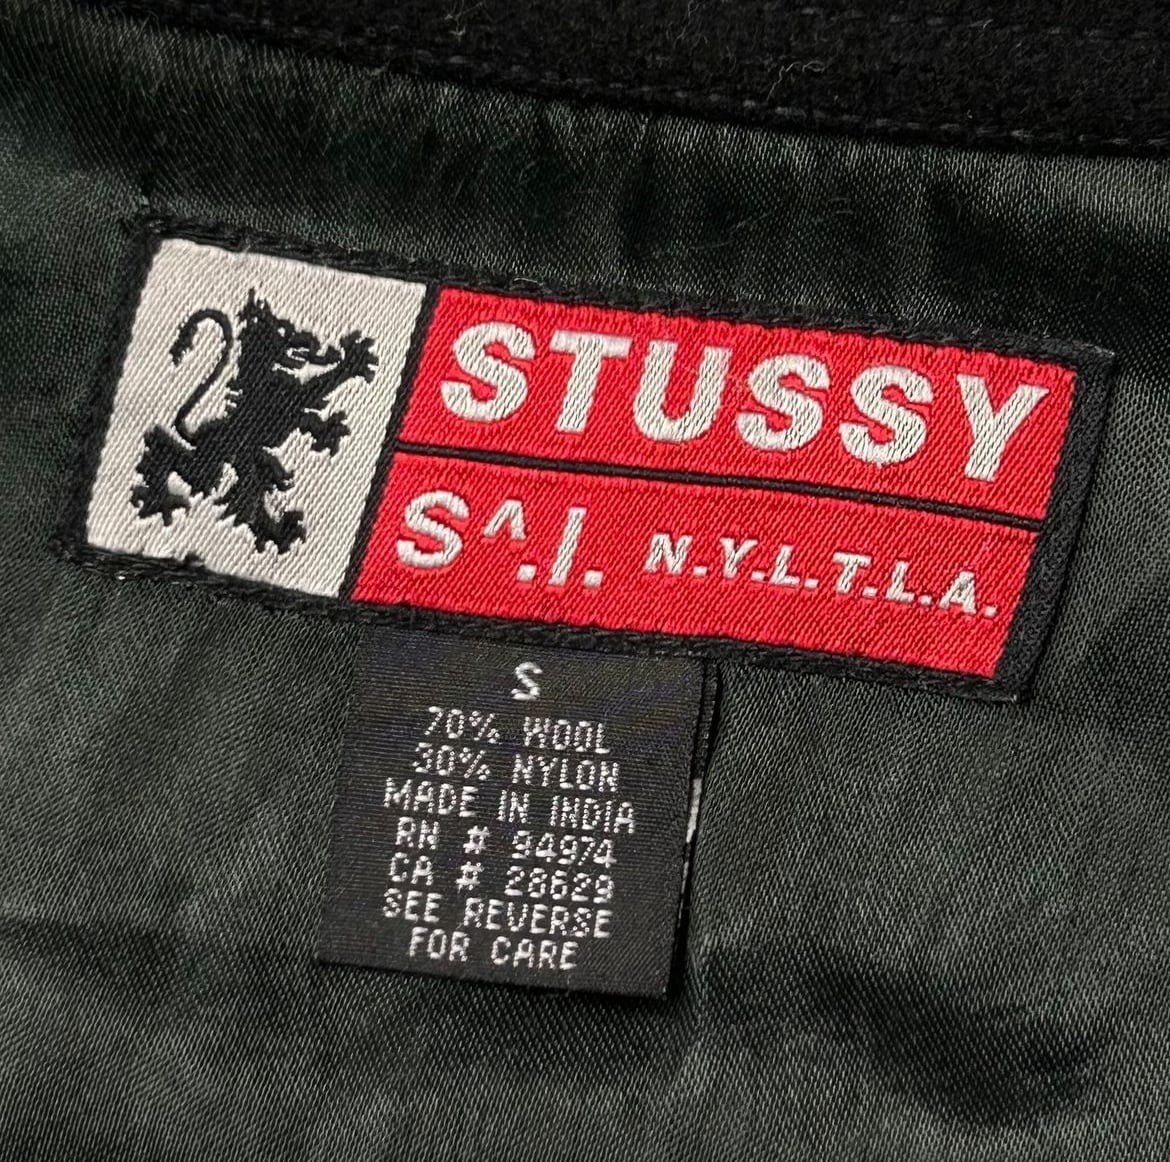 STUSSY
S^.I. N.Y.L.T.L.A.
S
70% WOOL
30% NYLON
MADE IN INDIA
RN # 94974
CA # 28629
SEE REVERSE
FOR CARE